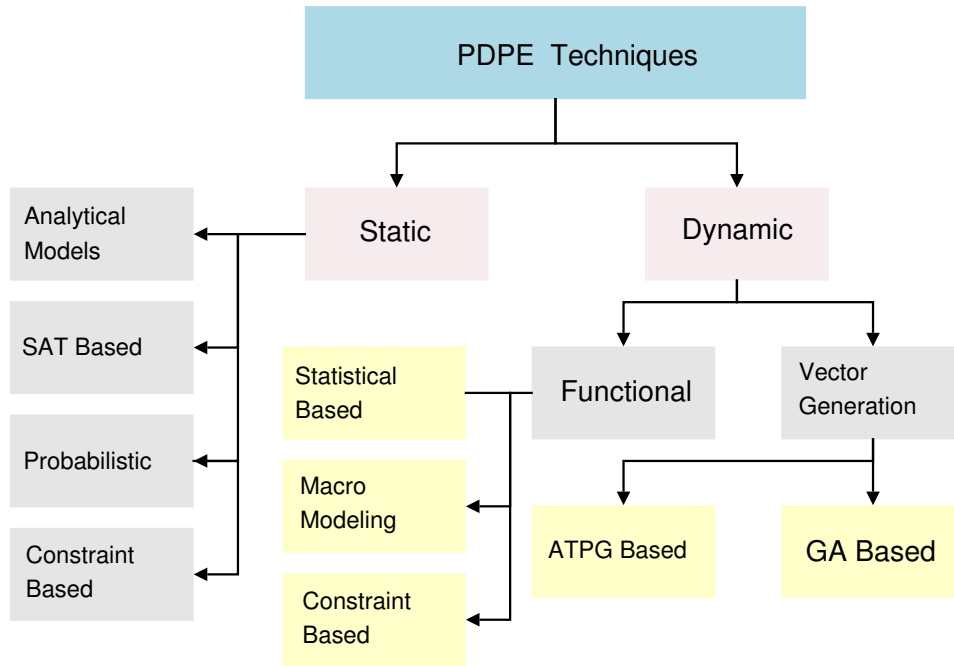 PDPE Techniques
Static
Dynamic
Analytical
Models
SAT Based
Probabilistic
Constraint
Based
Functional
Vector
Generation
Statistical
Based
Macro
Modeling
Constraint
Based
ATPG Based
GA Based